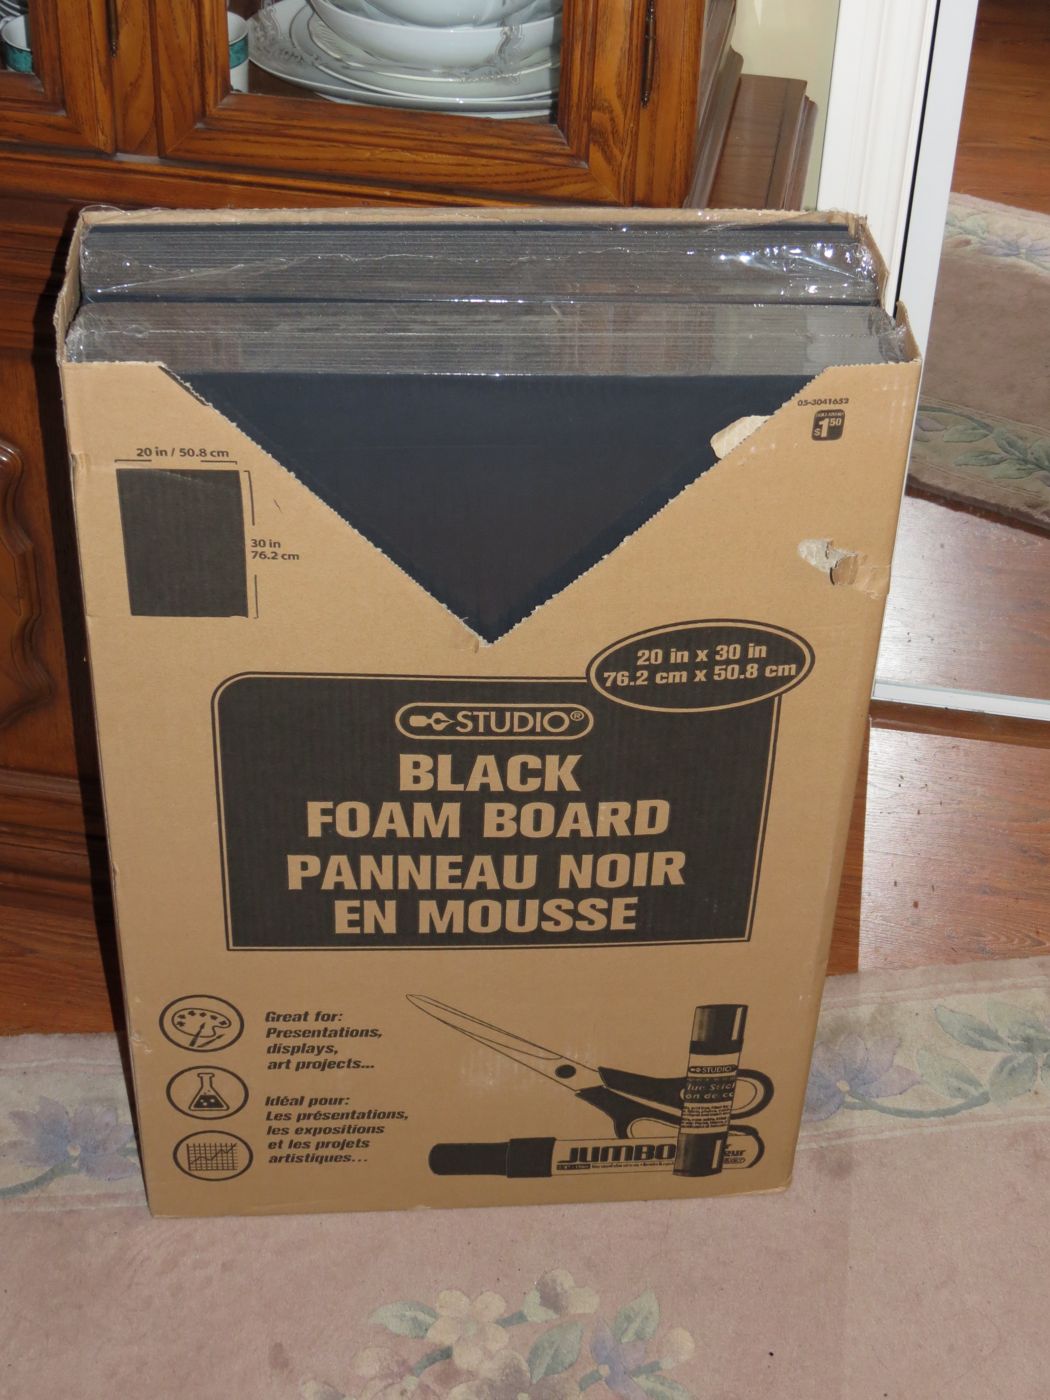 05-3041652
$1.50
20 in / 50.8 cm
30 in
76.2 cm
20 in x 30 in
76.2 cm x 50.8 cm
STUDIO®
BLACK
FOAM BOARD
PANNEAU NOIR
EN MOUSSE
Great for:
Presentations,
displays,
art projects...
Idéal pour:
Les présentations,
les expositions
et les projets
artistiques...
STUDIO
JUMBO